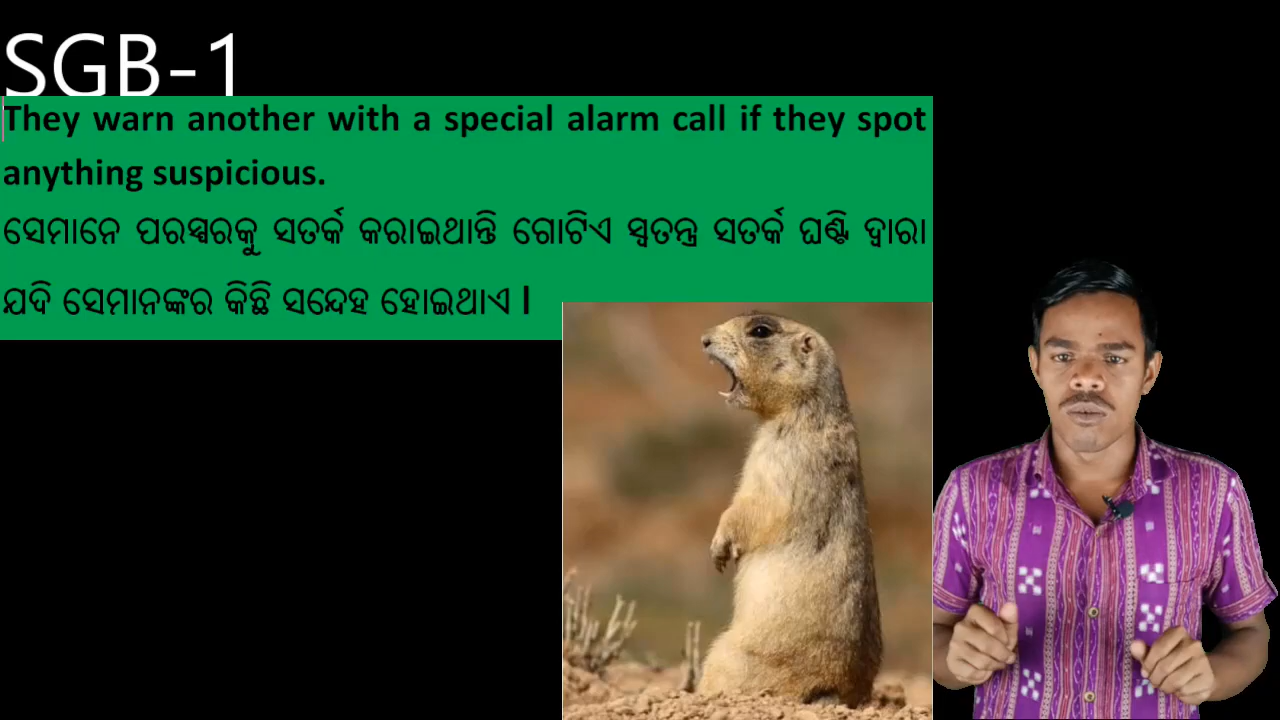 SGB-1
They warn another with a special alarm call if they spot
anything suspicious.
ସେମାନେ ପରସ୍ପରକୁ ସତର୍କ କରାଇଥାନ୍ତି ଗୋଟିଏ ସ୍ୱତନ୍ତ୍ର ସତର୍କ ଘଣ୍ଟି ଦ୍ୱାରା
ଯଦି ସେମାନଙ୍କର କିଛି ସନ୍ଦେହ ହୋଇଥାଏ ।